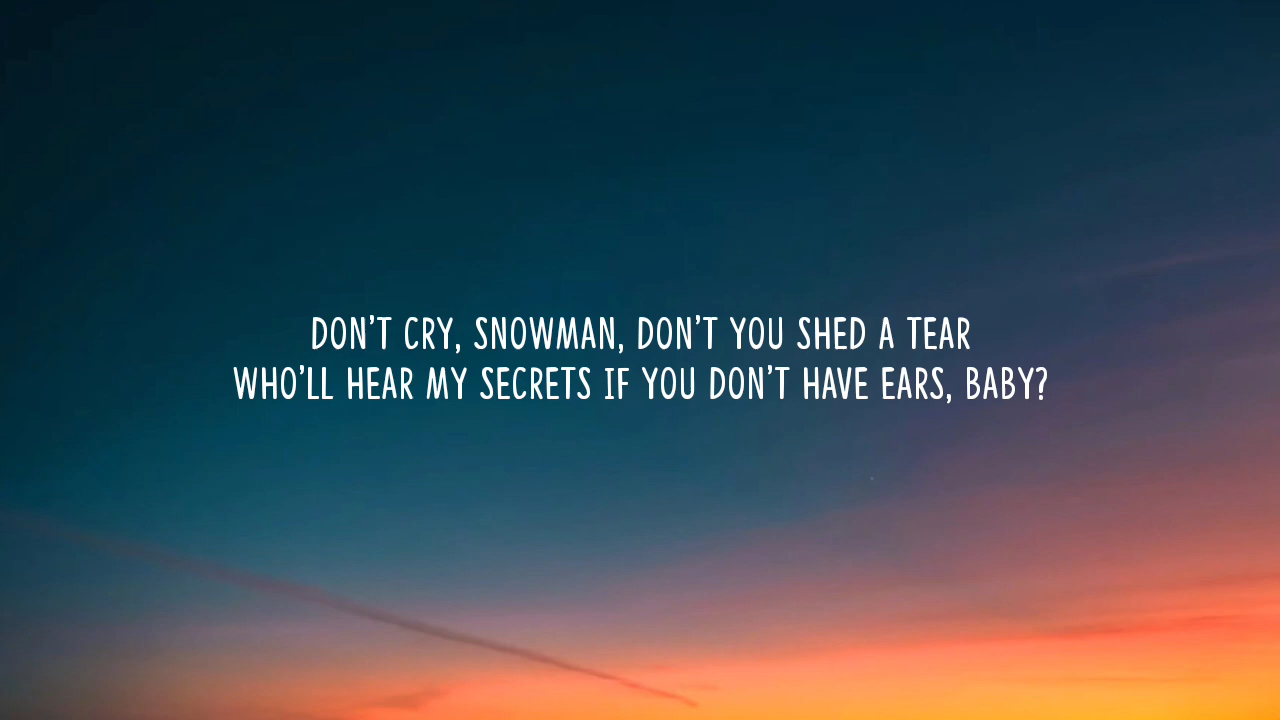 DON'T CRY, SNOWMAN, DON'T YOU SHED A TEAR
WHO'LL HEAR MY SECRETS IF YOU DON'T HAVE EARS, BABY?